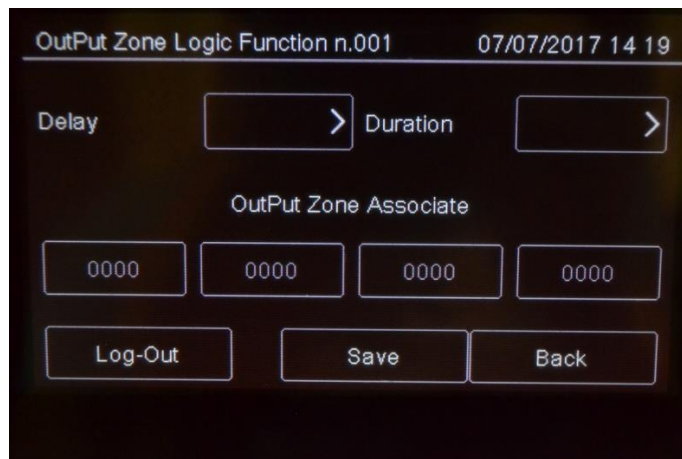 OutPut Zone Logic Function n.001 07/07/2017 14 19
Delay > Duration >
OutPut Zone Associate
0000 0000 0000 0000
Log-Out Save Back